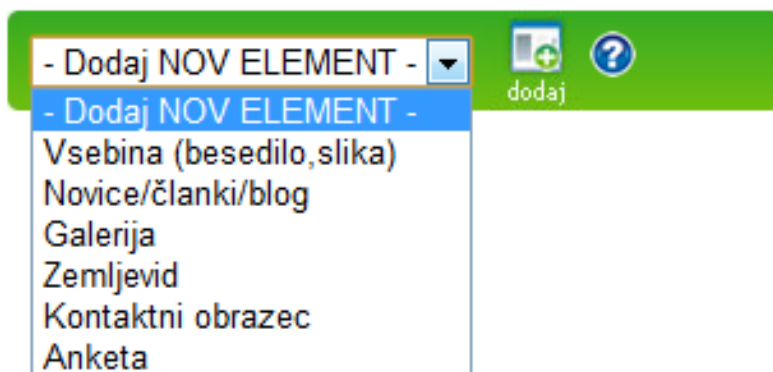 - Dodaj NOV ELEMENT -
dodaj
?
- Dodaj NOV ELEMENT -
Vsebina (besedilo,slika)
Novice/članki/blog
Galerija
Zemljevid
Kontaktni obrazec
Anketa